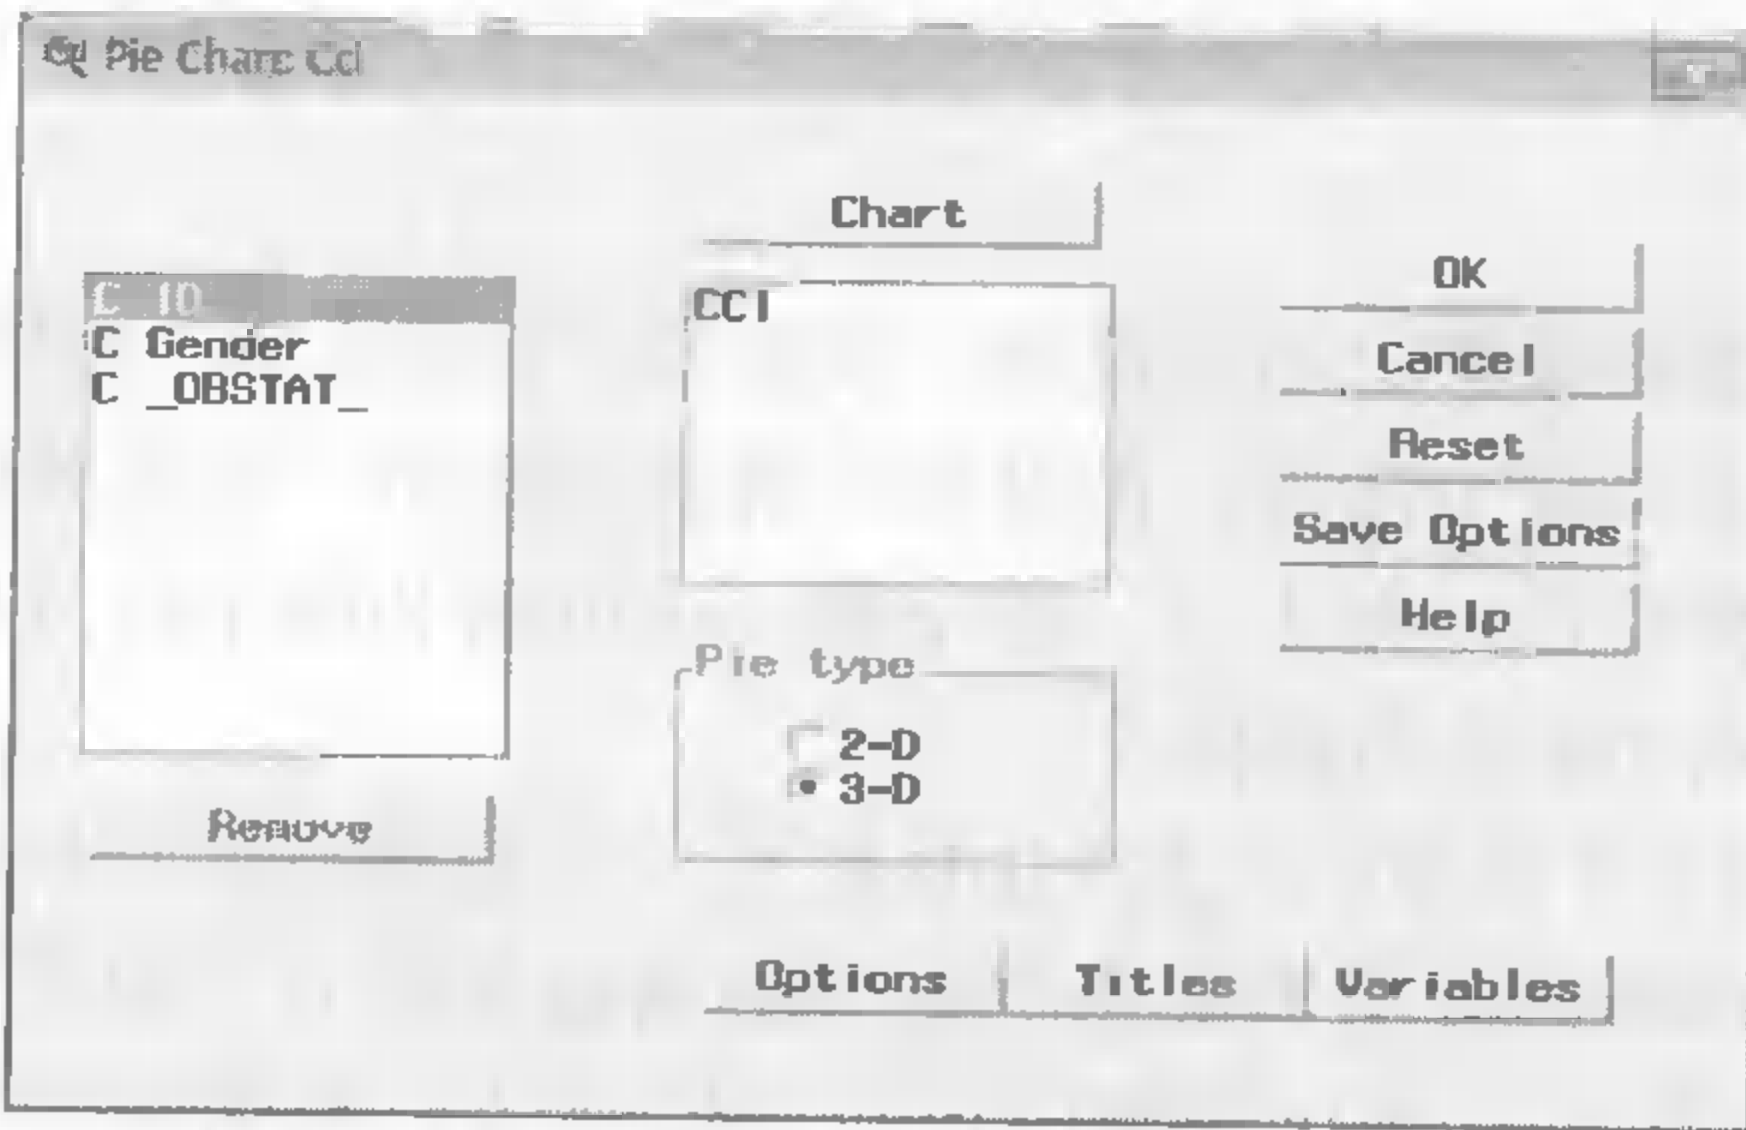 Pie Chart: Cci
Chart
C ID
C Gender
C _OBSTAT_
CCI
OK
Cancel
Reset
Save Options
Help
Pie type
2-D
3-D
Remove
Options
Titles
Variables